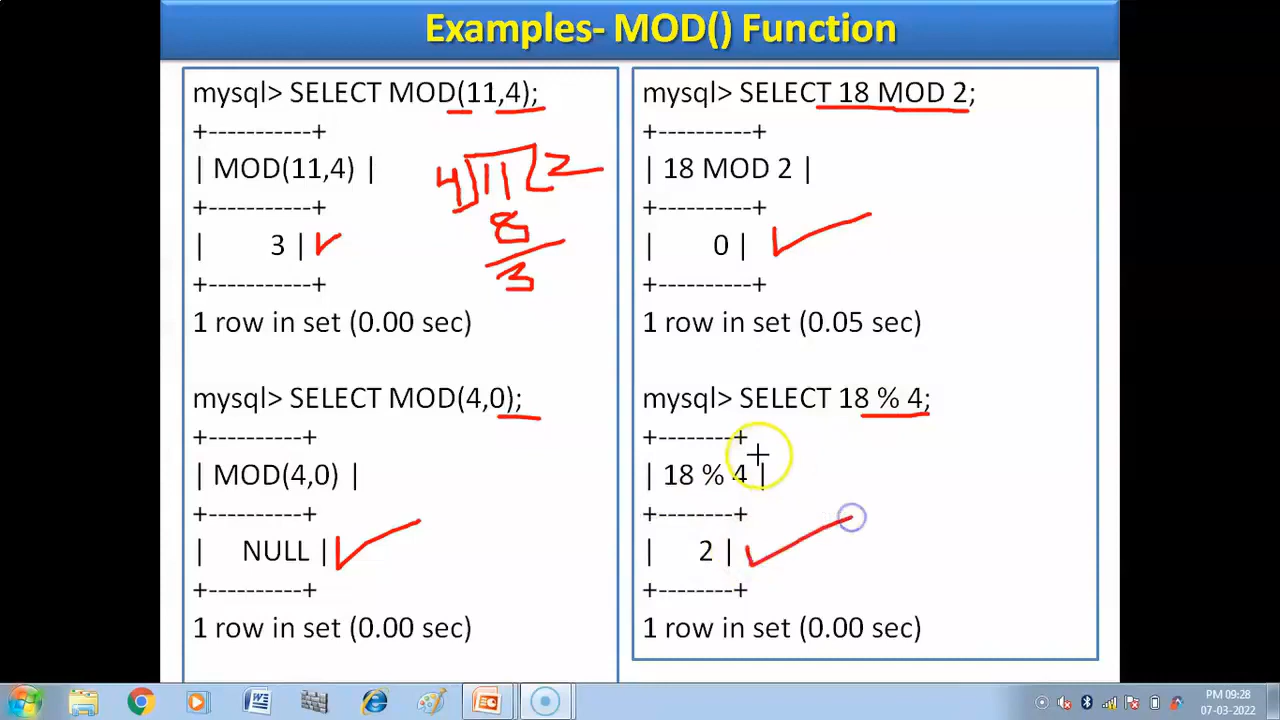 Examples- MOD() Function
mysql> SELECT MOD(11,4);
+-----------+
| MOD(11,4) |
+-----------+
| 3 |
+-----------+
1 row in set (0.00 sec)
4 11 2
8
3
mysql> SELECT MOD(4,0);
+----------+
| MOD(4,0) |
+----------+
| NULL |
+----------+
1 row in set (0.00 sec)
mysql> SELECT 18 MOD 2;
+----------+
| 18 MOD 2 |
+----------+
| 0 |
+----------+
1 row in set (0.05 sec)
mysql> SELECT 18 % 4;
+--------+
| 18 % 4 |
+--------+
| 2 |
+--------+
1 row in set (0.00 sec)
PM 09:28
07-03-2022